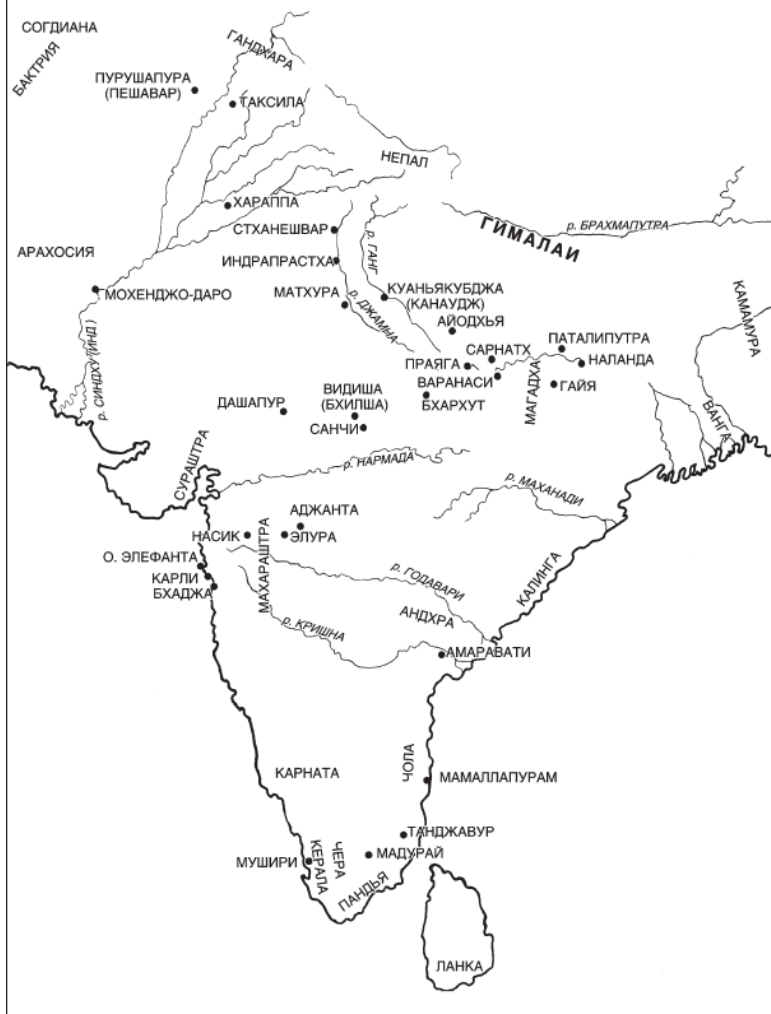 СОГДИАНА
БАКТРИЯ
ГАНДХАРА
ПУРУШАПУРА
(ПЕШАВАР)
ТАКСИЛА
НЕПАЛ
ХАРАППА
СТХАНЕШВАР
р. ГАНГ
ГИМАЛАИ
р. БРАХМАПУТРА
АРАХОСИЯ
ИНДРАПРАСТХА
МОХЕНДЖО-ДАРО
МАТХУРА
р. ДЖАМНА
КУАНЬЯКУБДЖА
(КАНАУДЖ)
АЙОДХЬЯ
КАМАМУРА
р. СИНДХУ (ИНД)
ПАТАЛИПУТРА
САРНАТХ
НАЛАНДА
ПРАЯГА
ВАРАНАСИ
МАГАДХА
ГАЙЯ
БХАРХУТ
ВИДИША
(БХИЛША)
ДАШАПУР
САНЧИ
ВАНГА
СУРАШТРА
р. НАРМАДА
р. МАХАНАДИ
АДЖАНТА
НАСИК
ЭЛУРА
МАХАРАШТРА
О. ЭЛЕФАНТА
КАРЛИ
БХАДЖА
р. ГОДАВАРИ
КАЛИНГА
АНДХРА
р. КРИШНА
АМАРАВАТИ
КАРНАТА
ЧОЛА
МАМАЛЛАПУРАМ
ТАНДЖАВУР
МУШИРИ
КЕРАЛА
ЧЕРА
МАДУРАЙ
ПАНДЬЯ
ЛАНКА